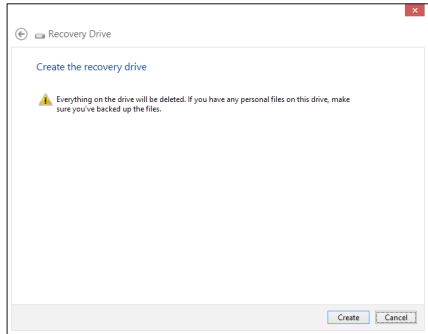 Recovery Drive
Create the recovery drive
Everything on the drive will be deleted. If you have any personal files on this drive, make
sure you've backed up the files.
Create Cancel